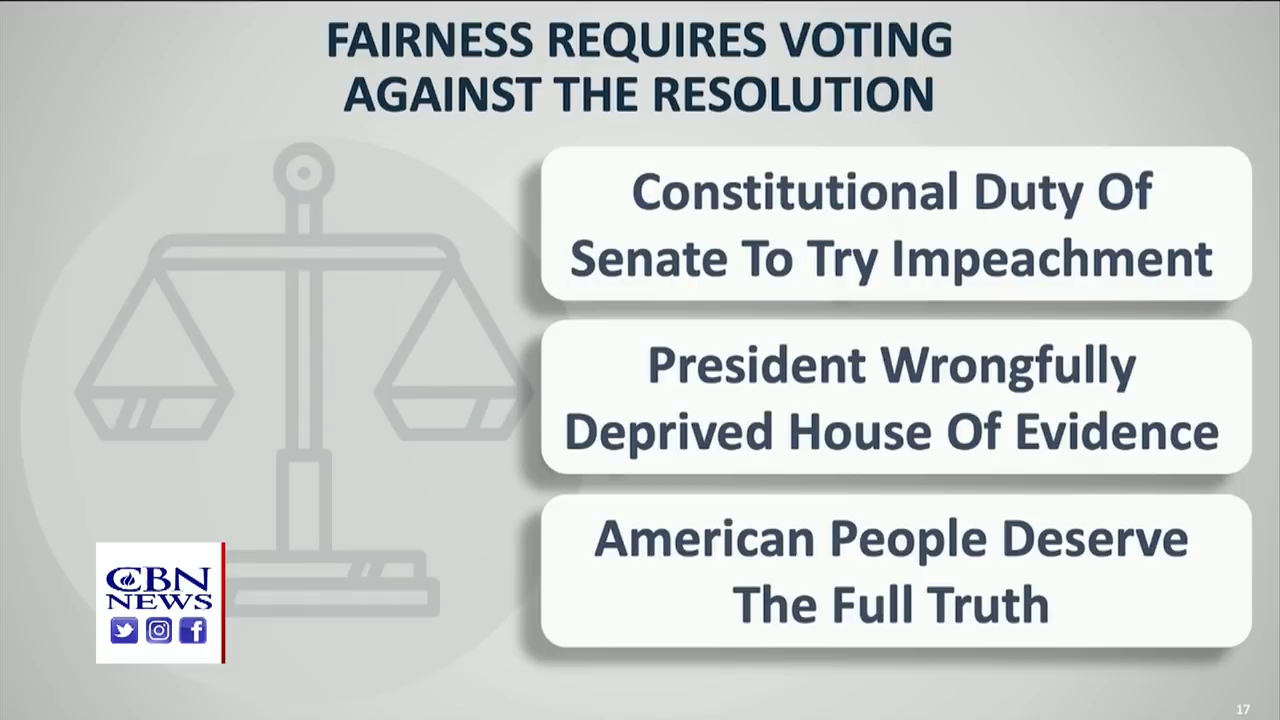 FAIRNESS REQUIRES VOTING
AGAINST THE RESOLUTION
Constitutional Duty Of
Senate To Try Impeachment
President Wrongfully
Deprived House Of Evidence
American People Deserve
The Full Truth
CBN
NEWS
17